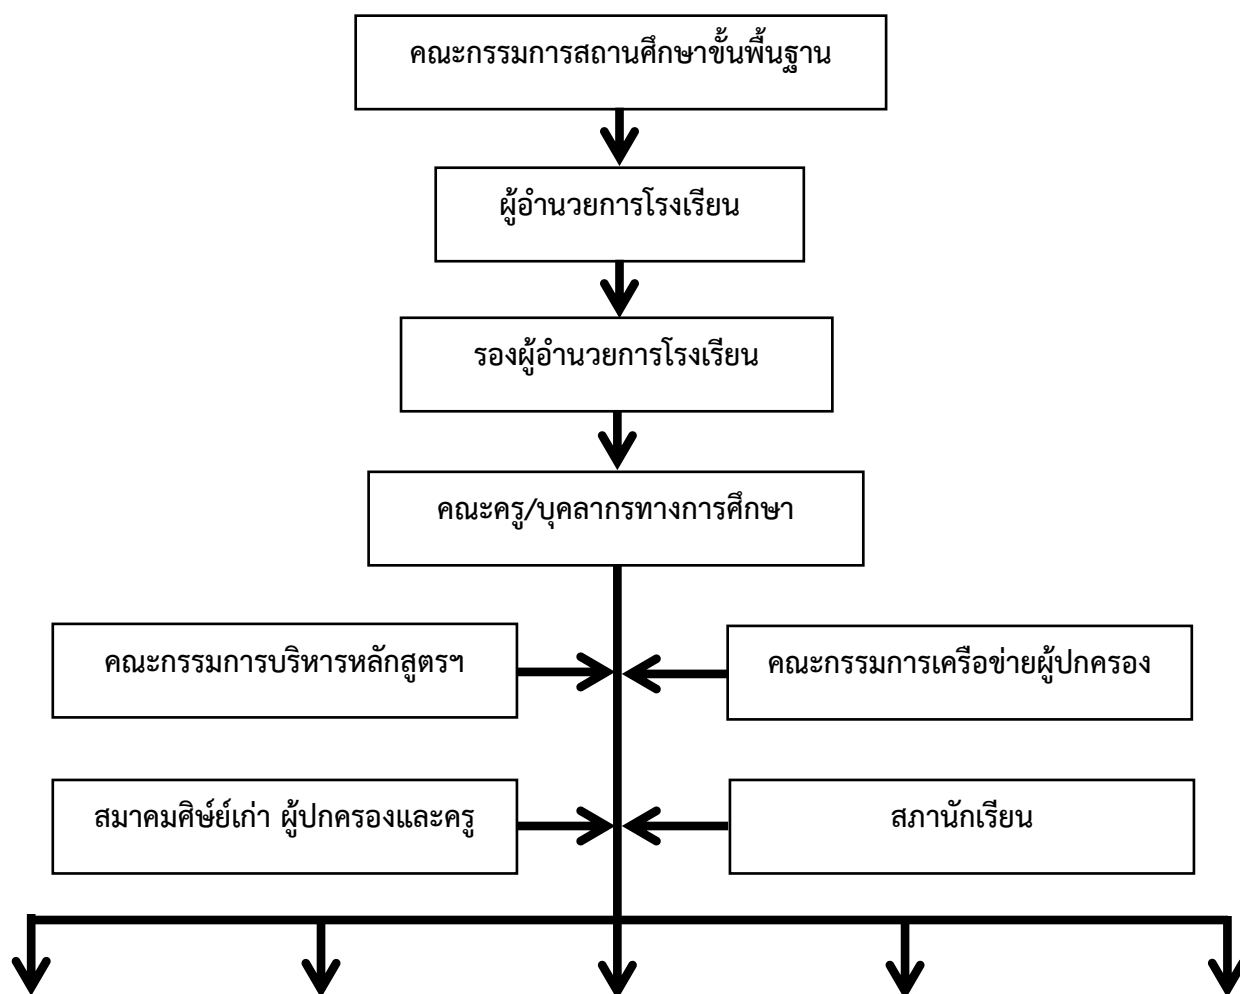 คณะกรรมการสถานศึกษาขั้นพื้นฐาน
ผู้อำนวยการโรงเรียน
รองผู้อำนวยการโรงเรียน
คณะครู/บุคลากรทางการศึกษา
คณะกรรมการบริหารหลักสูตรฯ
คณะกรรมการเครือข่ายผู้ปกครอง
สมาคมศิษย์เก่า ผู้ปกครองและครู
สภานักเรียน